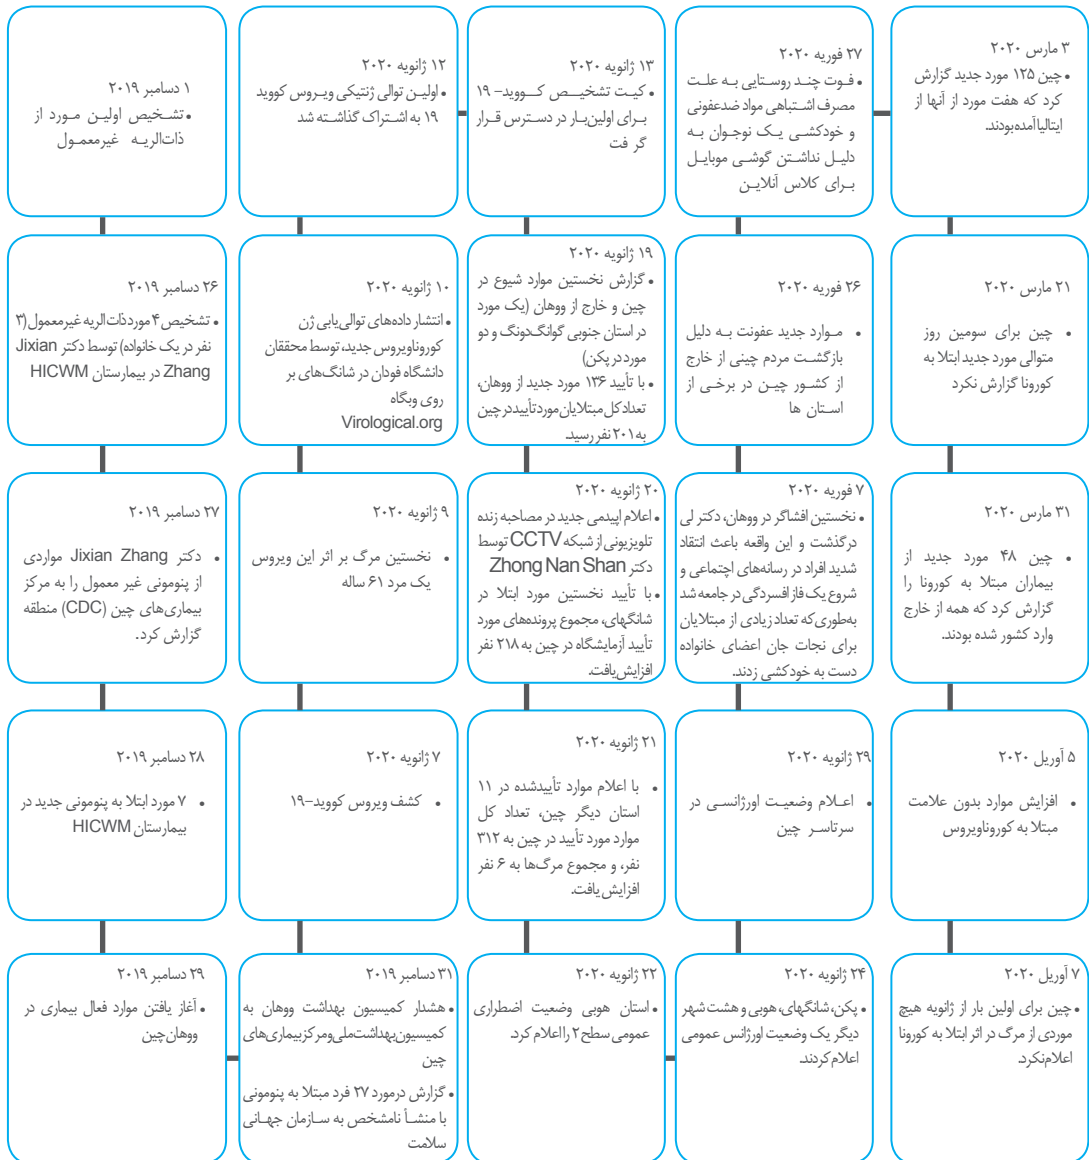 ۱ دسامبر ۲۰۱۹
• تشخیص اولین مورد از
ذات‌الریه غیرمعمول
۲۶ دسامبر ۲۰۱۹
• تشخیص ۴ مورد ذات‌الریه غیرمعمول (۳
نفر در یک خانواده) توسط دکتر Jixian
Zhang در بیمارستان HICWM
۲۷ دسامبر ۲۰۱۹
• دکتر Jixian Zhang مواردی
از پنومونی غیر معمول را به مرکز
بیماری‌های چین (CDC) منطقه
گزارش کرد.
۲۸ دسامبر ۲۰۱۹
• ۷ مورد ابتلا به پنومونی جدید در
بیمارستان HICWM
۲۹ دسامبر ۲۰۱۹
• آغاز یافتن موارد فعال بیماری در
ووهان چین
۳۱ دسامبر ۲۰۱۹
• هشدار کمیسیون بهداشت ووهان به
کمیسیون بهداشت ملی و مرکز بیماری‌های
چین
• گزارش درمورد ۲۷ فرد مبتلا به پنومونی
با منشأ نامشخص به سازمان جهانی
سلامت
۷ ژانویه ۲۰۲۰
• کشف ویروس کووید-۱۹
۹ ژانویه ۲۰۲۰
• نخستین مرگ بر اثر این ویروس
یک مرد ۶۱ ساله
۱۰ ژانویه ۲۰۲۰
• انتشار داده‌های توالی‌یابی ژن
کوروناویروس جدید، توسط محققان
دانشگاه فودان در شانگ‌های بر
روی وبگاه
Virological.org
۱۲ ژانویه ۲۰۲۰
• اولین توالی ژنتیکی ویروس کووید
۱۹ به اشتراک گذاشته شد
۱۳ ژانویه ۲۰۲۰
• کیت تشخیص کووید- ۱۹
برای اولین‌بار در دسترس قرار
گر فت
۱۹ ژانویه ۲۰۲۰
• گزارش نخستین موارد شیوع در
چین و خارج از ووهان (یک مورد
در استان جنوبی گوانگ‌دونگ و دو
مورد در پکن)
• با تأیید ۱۳۶ مورد جدید از ووهان،
تعداد کل مبتلایان مورد تأیید در چین
به ۲۰۱ نفر رسید.
۲۰ ژانویه ۲۰۲۰
• اعلام اپیدمی جدید در مصاحبه زنده
تلویزیونی از شبکه CCTV توسط
دکتر Zhong Nan Shan
• با تأیید نخستین مورد ابتلا در
شانگهای، مجموع پرونده‌های مورد
تأیید آزمایشگاه در چین به ۲۱۸ نفر
افزایش یافت.
۲۱ ژانویه ۲۰۲۰
• با اعلام موارد تأییدشده در ۱۱
استان دیگر چین، تعداد کل
موارد مورد تأیید در چین به ۳۱۲
نفر، و مجموع مرگ‌ها به ۶ نفر
افزایش یافت.
۲۲ ژانویه ۲۰۲۰
• استان هوبی وضعیت اضطراری
عمومی سطح ۲ را اعلام کرد.
۲۴ ژانویه ۲۰۲۰
• پکن، شانگهای، هوبی و هشت شهر
دیگر یک وضعیت اورژانس عمومی
اعلام کردند.
۲۹ ژانویه ۲۰۲۰
• اعلام وضعیت اورژانسی در
سرتاسر چین
۷ فوریه ۲۰۲۰
• نخستین افشاگر در ووهان، دکتر لی
درگذشت و این واقعه باعث انتقاد
شدید افراد در رسانه‌های اجتماعی و
شروع یک فاز افسردگی در جامعه شد
به‌طوری‌که تعداد زیادی از مبتلایان
برای نجات جان اعضای خانواده
دست به خودکشی زدند.
۲۶ فوریه ۲۰۲۰
• موارد جدید عفونت به دلیل
بازگشت مردم چینی از خارج
از کشور چین در برخی از
استان ها
۲۷ فوریه ۲۰۲۰
• فوت چند روستایی به علت
مصرف اشتباهی مواد ضدعفونی
و خودکشی یک نوجوان به
دلیل نداشتن گوشی موبایل
برای کلاس آنلاین
۳ مارس ۲۰۲۰
• چین ۱۲۵ مورد جدید گزارش
کرد که هفت مورد از آنها از
ایتالیا آمده بودند.
۲۱ مارس ۲۰۲۰
• چین برای سومین روز
متوالی مورد جدید ابتلا به
کورونا گزارش نکرد
۳۱ مارس ۲۰۲۰
• چین ۴۸ مورد جدید از
بیماران مبتلا به کورونا را
گزارش کرد که همه از خارج
وارد کشور شده بودند.
۵ آوریل ۲۰۲۰
• افزایش موارد بدون علامت
مبتلا به کوروناویروس
۷ آوریل ۲۰۲۰
• چین برای اولین بار از ژانویه هیچ
موردی از مرگ در اثر ابتلا به کورونا
اعلام نکرد.